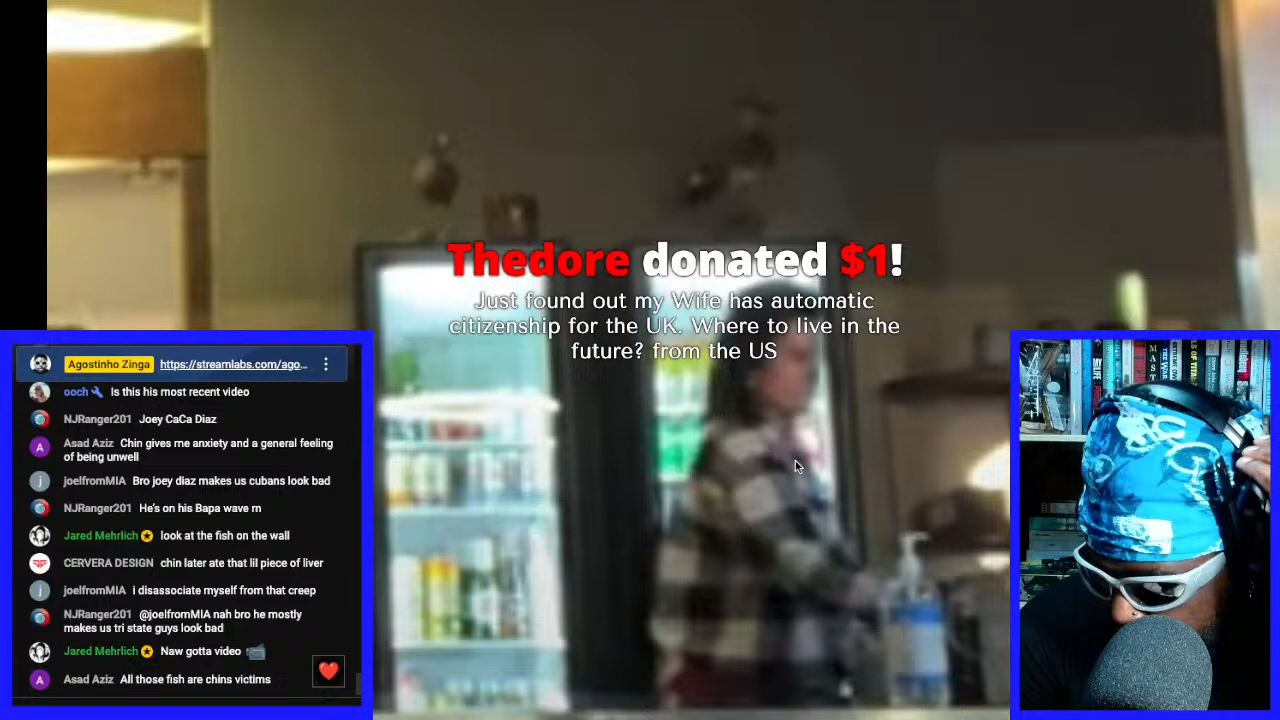 Thedore donated $1!
Just found out my Wife has automatic
citizenship for the UK. Where to live in the
future? from the US
Agostinho Zinga https://streamlabs.com/ago...
ooch Is this his most recent video
NJRanger201 Joey CaCa Diaz
Asad Aziz Chin gives me anxiety and a general feeling
of being unwell
joelfromMIA Bro joey diaz makes us cubans look bad
NJRanger201 He's on his Bapa wave rn
Jared Mehrlich look at the fish on the wall
CERVERA DESIGN chin later ate that lil piece of liver
joelfromMIA i disassociate myself from that creep
NJRanger201 @joelfromMIA nah bro he mostly
makes us tri state guys look bad
Jared Mehrlich Naw gotta video
Asad Aziz All those fish are chins victims